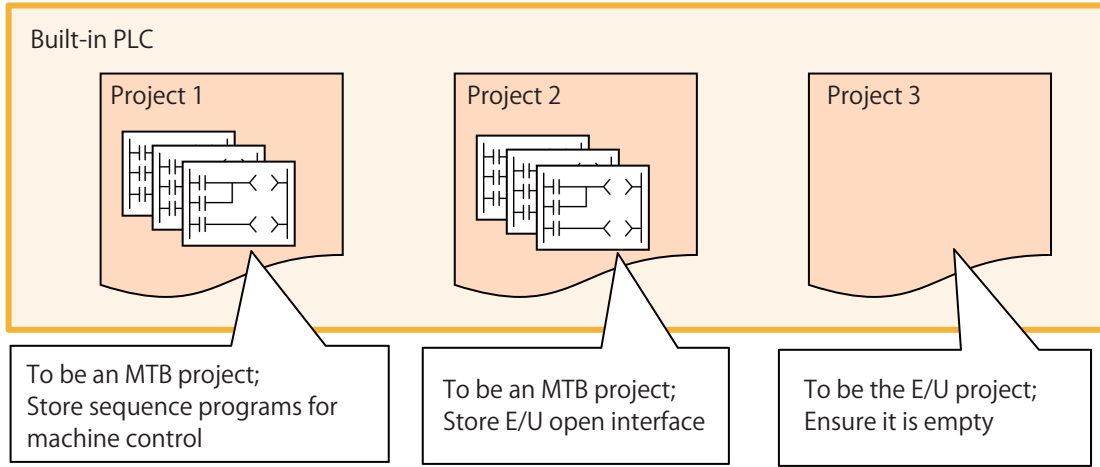 Built-in PLC
Project 1
Project 2
Project 3
To be an MTB project;
Store sequence programs for
machine control
To be an MTB project;
Store E/U open interface
To be the E/U project;
Ensure it is empty